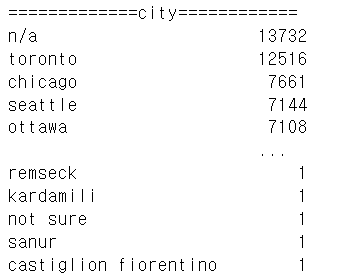 =============city============
n/a 13732
toronto 12516
chicago 7661
seattle 7144
ottawa 7108
...
remseck 1
kardamili 1
not sure 1
sanur 1
castiglion fiorentino 1